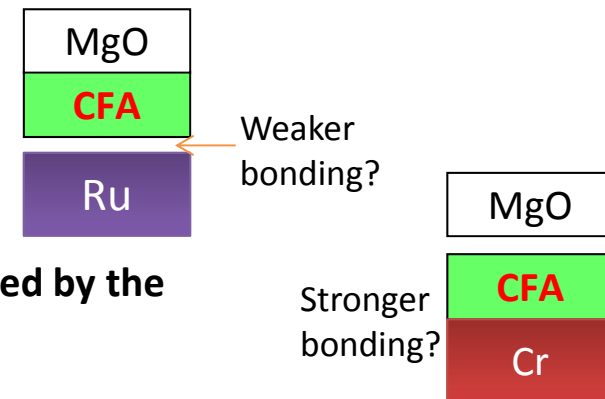 MgO
CFA
Weaker
bonding?
Ru
ed by the
MgO
CFA
Stronger
bonding?
Cr